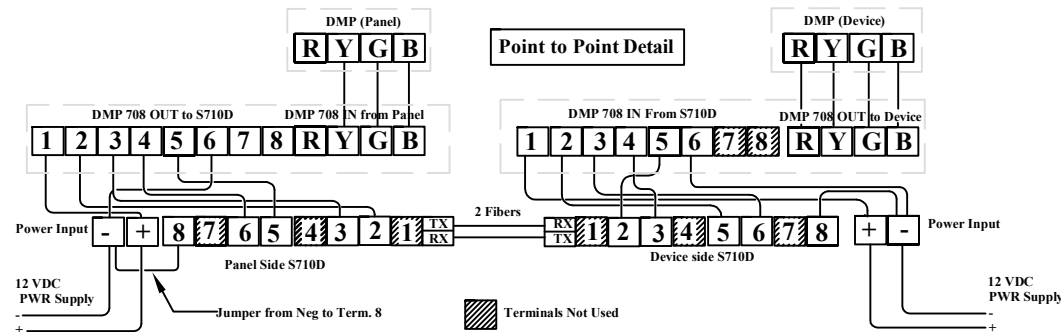 DMP (Panel)
R Y G B
Point to Point Detail
DMP (Device)
R Y G B
DMP 708 OUT to S710D
DMP 708 IN from Panel
1 2 3 4 5 6 7 8 R Y G B
DMP 708 IN From S710D
DMP 708 OUT to Device
1 2 3 4 5 6 7 8 R Y G B
Power Input
- + 8 7 6 5 4 3 2 1
TX
RX
2 Fibers
RX
TX
1 2 3 4 5 6 7 8 + -
Power Input
Panel Side S710D
Device side S710D
12 VDC
PWR Supply
-
+
Jumper from Neg to Term. 8
Terminals Not Used
12 VDC
PWR Supply
-
+